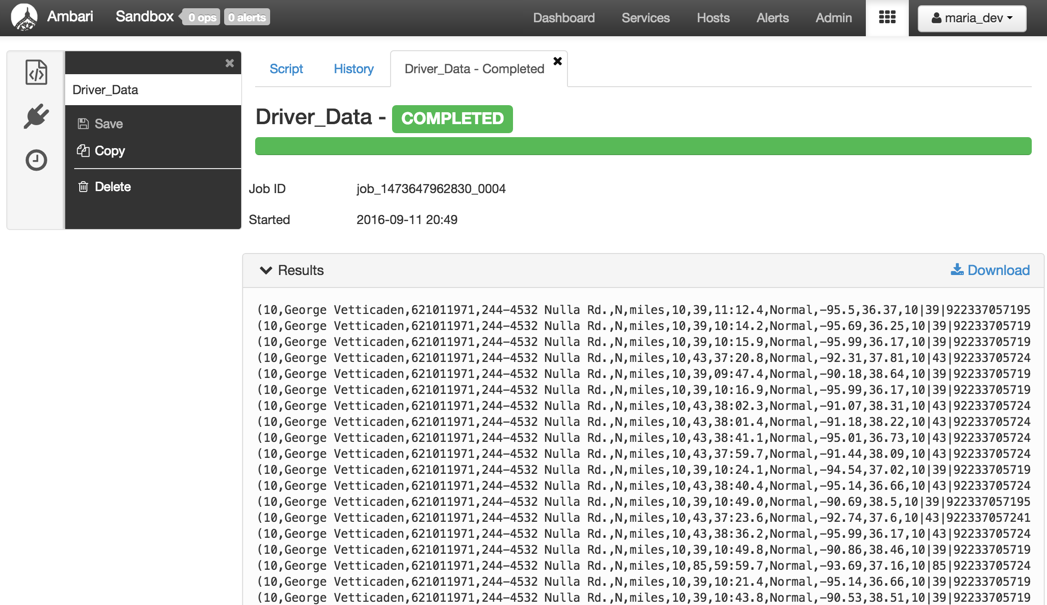 Ambari Sandbox 0 ops 0 alerts Dashboard Services Hosts Alerts Admin maria_dev
Driver_Data
Save
Copy
Delete
Script History Driver_Data - Completed
Driver_Data - COMPLETED
Job ID job_1473647962830_0004
Started 2016-09-11 20:49
Results Download
(10,George Vetticaden,621011971,244-4532 Nulla Rd.,N,miles,10,39,11:12.4,Normal,-95.5,36.37,10|39|922337057195
(10,George Vetticaden,621011971,244-4532 Nulla Rd.,N,miles,10,39,10:14.2,Normal,-95.69,36.25,10|39|92233705719
(10,George Vetticaden,621011971,244-4532 Nulla Rd.,N,miles,10,39,10:15.9,Normal,-95.99,36.17,10|39|92233705719
(10,George Vetticaden,621011971,244-4532 Nulla Rd.,N,miles,10,43,37:20.8,Normal,-92.31,37.81,10|43|92233705724
(10,George Vetticaden,621011971,244-4532 Nulla Rd.,N,miles,10,39,09:47.4,Normal,-90.18,38.64,10|39|92233705719
(10,George Vetticaden,621011971,244-4532 Nulla Rd.,N,miles,10,39,10:16.9,Normal,-95.99,36.17,10|39|92233705719
(10,George Vetticaden,621011971,244-4532 Nulla Rd.,N,miles,10,43,38:02.3,Normal,-91.07,38.31,10|43|92233705724
(10,George Vetticaden,621011971,244-4532 Nulla Rd.,N,miles,10,43,38:01.4,Normal,-91.18,38.22,10|43|92233705724
(10,George Vetticaden,621011971,244-4532 Nulla Rd.,N,miles,10,43,38:41.1,Normal,-95.01,36.73,10|43|92233705724
(10,George Vetticaden,621011971,244-4532 Nulla Rd.,N,miles,10,43,37:59.7,Normal,-91.44,38.09,10|43|92233705724
(10,George Vetticaden,621011971,244-4532 Nulla Rd.,N,miles,10,39,10:24.1,Normal,-94.54,37.02,10|39|92233705719
(10,George Vetticaden,621011971,244-4532 Nulla Rd.,N,miles,10,43,38:40.4,Normal,-95.14,36.66,10|43|92233705724
(10,George Vetticaden,621011971,244-4532 Nulla Rd.,N,miles,10,39,10:49.0,Normal,-90.69,38.5,10|39|922337057195
(10,George Vetticaden,621011971,244-4532 Nulla Rd.,N,miles,10,43,37:23.6,Normal,-92.74,37.6,10|43|922337057241
(10,George Vetticaden,621011971,244-4532 Nulla Rd.,N,miles,10,43,38:36.2,Normal,-95.99,36.17,10|43|92233705724
(10,George Vetticaden,621011971,244-4532 Nulla Rd.,N,miles,10,39,10:49.8,Normal,-90.86,38.46,10|39|92233705719
(10,George Vetticaden,621011971,244-4532 Nulla Rd.,N,miles,10,85,59:59.7,Normal,-93.69,37.16,10|85|92233705724
(10,George Vetticaden,621011971,244-4532 Nulla Rd.,N,miles,10,39,10:21.4,Normal,-95.14,36.66,10|39|92233705719
(10,George Vetticaden,621011971,244-4532 Nulla Rd.,N,miles,10,39,10:43.8,Normal,-90.53,38.51,10|39|92233705719